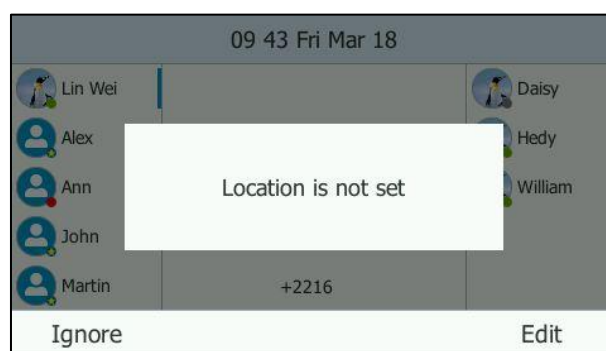 09 43 Fri Mar 18
Lin Wei
Daisy
Alex
Hedy
Ann
Location is not set
William
John
Martin
+2216
Ignore
Edit